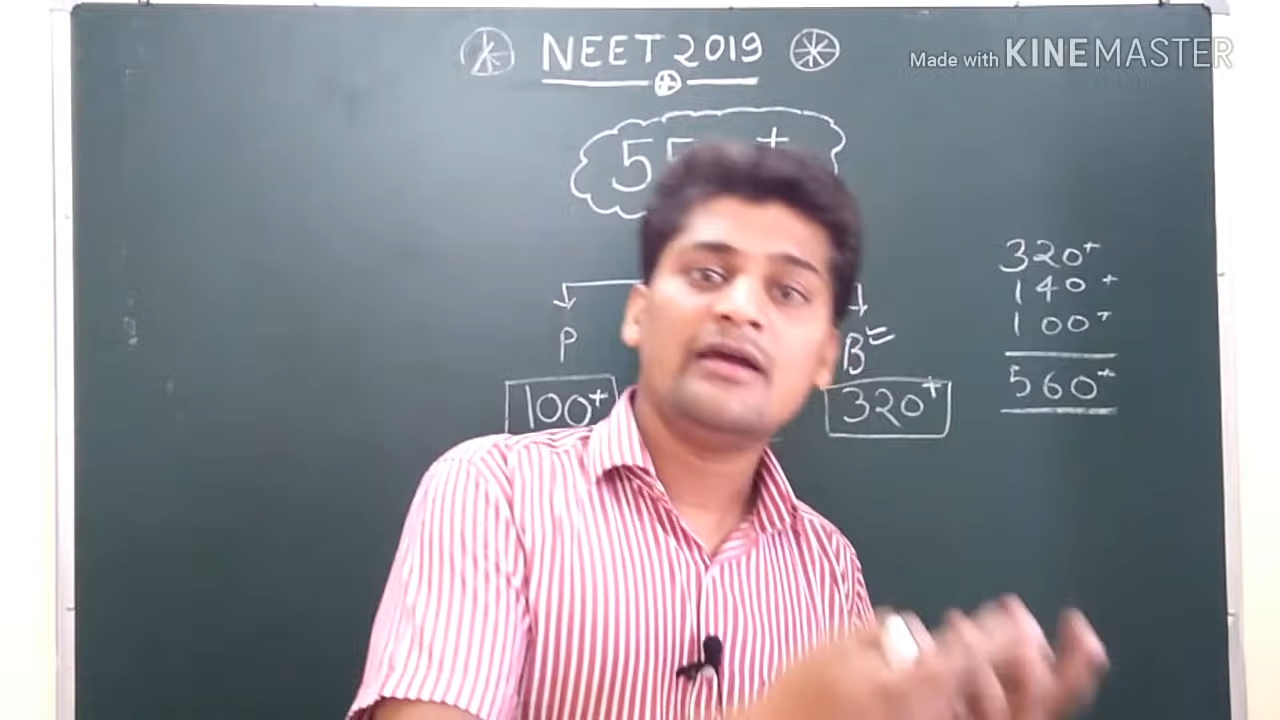 NEET 2019
Made with KINEMASTER
320+
140+
100+
560+
P
B
100+
320+